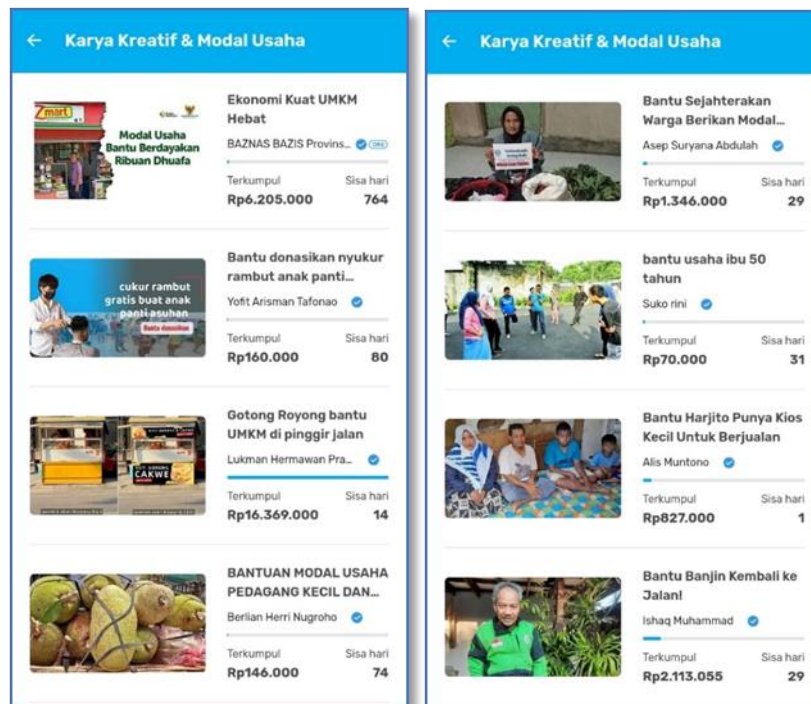 Karya Kreatif & Modal Usaha
Zmart
Modal Usaha
Bantu Berdayakan
Ribuan Dhuafa
Ekonomi Kuat UMKM
Hebat
BAZNAS BAZIS Provins...
ORG
Terkumpul Sisa hari
Rp6.205.000 764
cukur rambut
gratis buat anak
panti asuhan
Bantu donasikan
Bantu donasikan nyukur
rambut anak panti...
Yofit Arisman Tafonao
Terkumpul Sisa hari
Rp160.000 80
CAKWE
Gotong Royong bantu
UMKM di pinggir jalan
Lukman Hermawan Pra...
Terkumpul Sisa hari
Rp16.369.000 14
BANTUAN MODAL USAHA
PEDAGANG KECIL DAN...
Berlian Herri Nugroho
Terkumpul Sisa hari
Rp146.000 74
Karya Kreatif & Modal Usaha
Bantu Sejahterakan
Warga Berikan Modal...
Asep Suryana Abdulah
Terkumpul Sisa hari
Rp1.346.000 29
bantu usaha ibu 50
tahun
Suko rini
Terkumpul Sisa hari
Rp70.000 31
Bantu Harjito Punya Kios
Kecil Untuk Berjualan
Alis Muntono
Terkumpul Sisa hari
Rp827.000 1
Bantu Banjin Kembali ke
Jalan!
Ishaq Muhammad
Terkumpul Sisa hari
Rp2.113.055 29